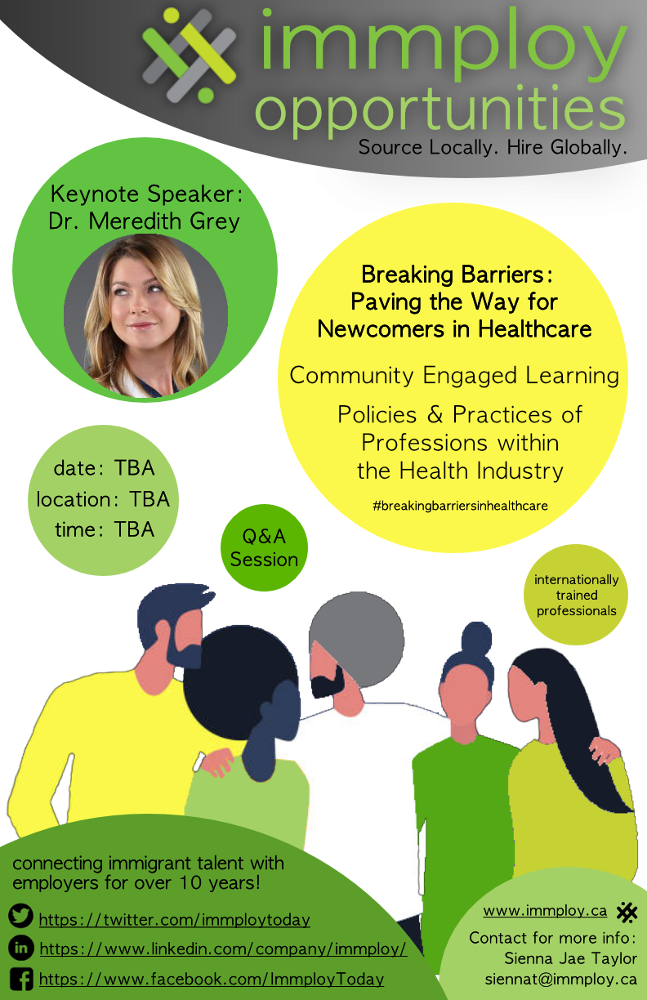 immploy
opportunities
Source Locally. Hire Globally.
Keynote Speaker:
Dr. Meredith Grey
Breaking Barriers:
Paving the Way for
Newcomers in Healthcare
Community Engaged Learning
Policies & Practices of
Professions within
the Health Industry
#breakingbarriersinhealthcare
date: TBA
location: TBA
time: TBA
Q&A
Session
internationally
trained
professionals
connecting immigrant talent with
employers for over 10 years!
https://twitter.com/immploytoday
https://www.linkedin.com/company/immploy/
https://www.facebook.com/ImmployToday
www.immploy.ca
Contact for more info:
Sienna Jae Taylor
siennat@immploy.ca